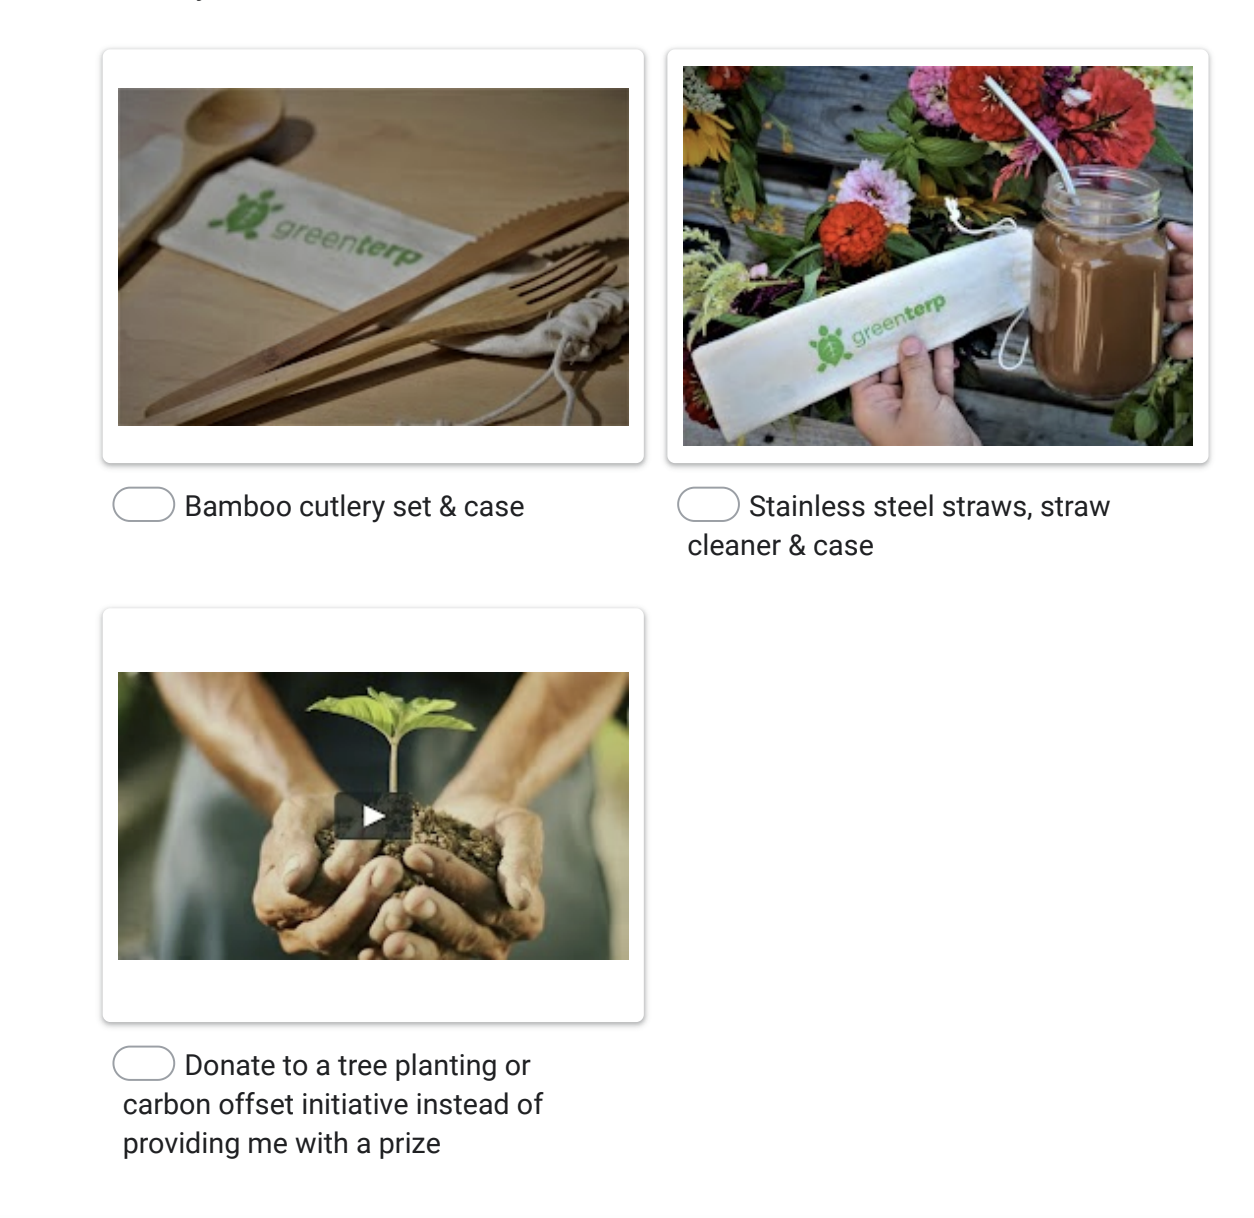 greenterp
greenterp
Bamboo cutlery set & case
Stainless steel straws, straw
cleaner & case
Donate to a tree planting or
carbon offset initiative instead of
providing me with a prize